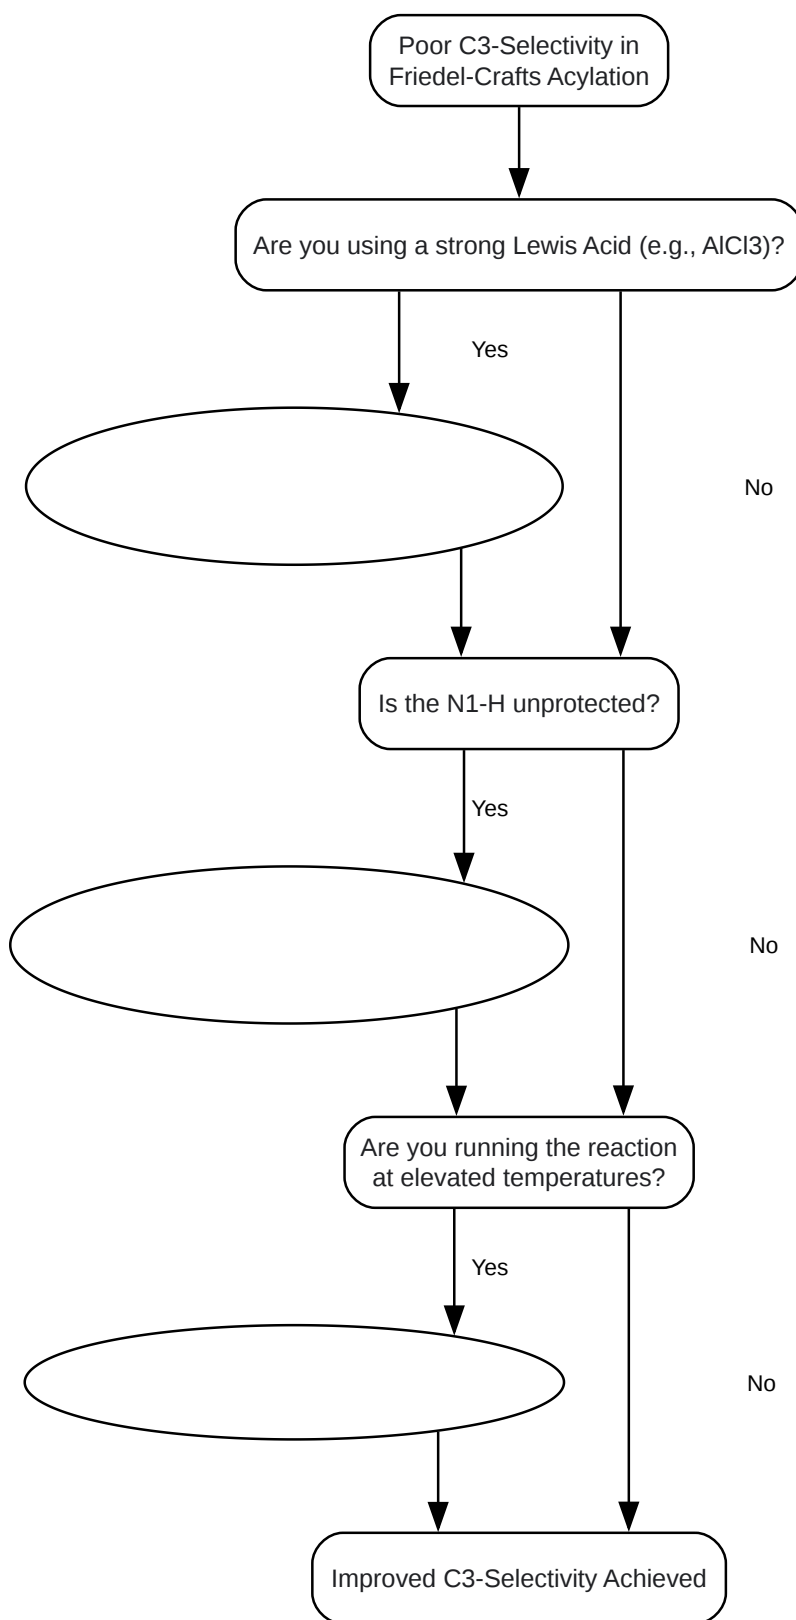 Poor C3-Selectivity in
Friedel-Crafts Acylation
Are you using a strong Lewis Acid (e.g., AlCl3)?
Yes
No
Is the N1-H unprotected?
Yes
No
Are you running the reaction
at elevated temperatures?
Yes
No
Improved C3-Selectivity Achieved